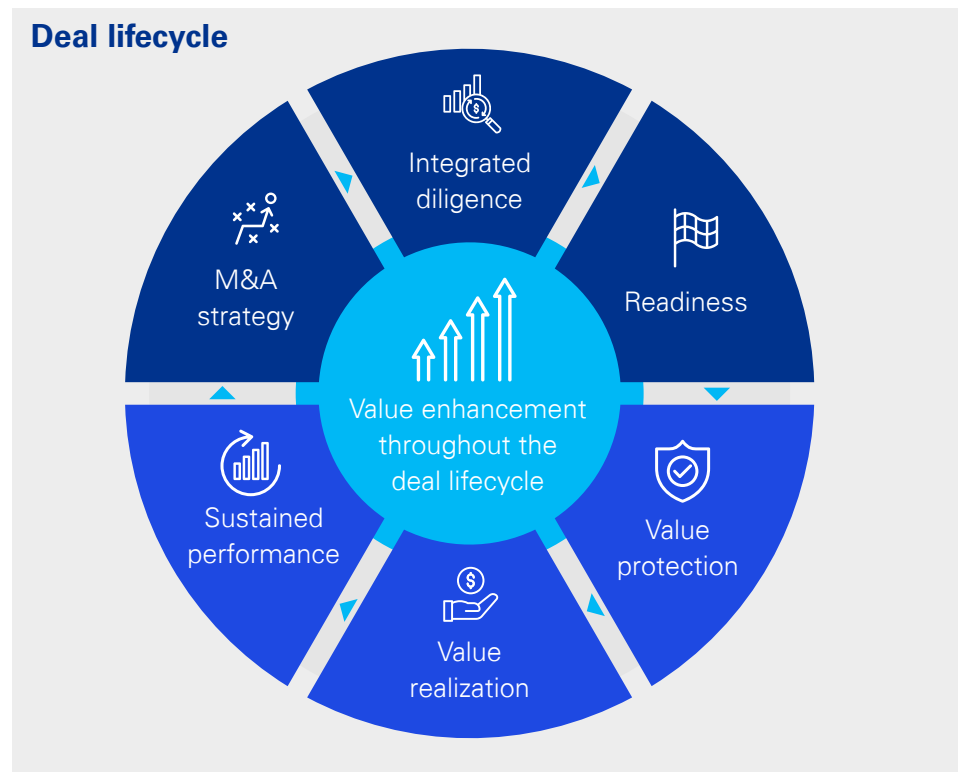 Deal lifecycle
Integrated
diligence
M&A
strategy
Readiness
Value enhancement
throughout the
deal lifecycle
Sustained
performance
Value
protection
Value
realization